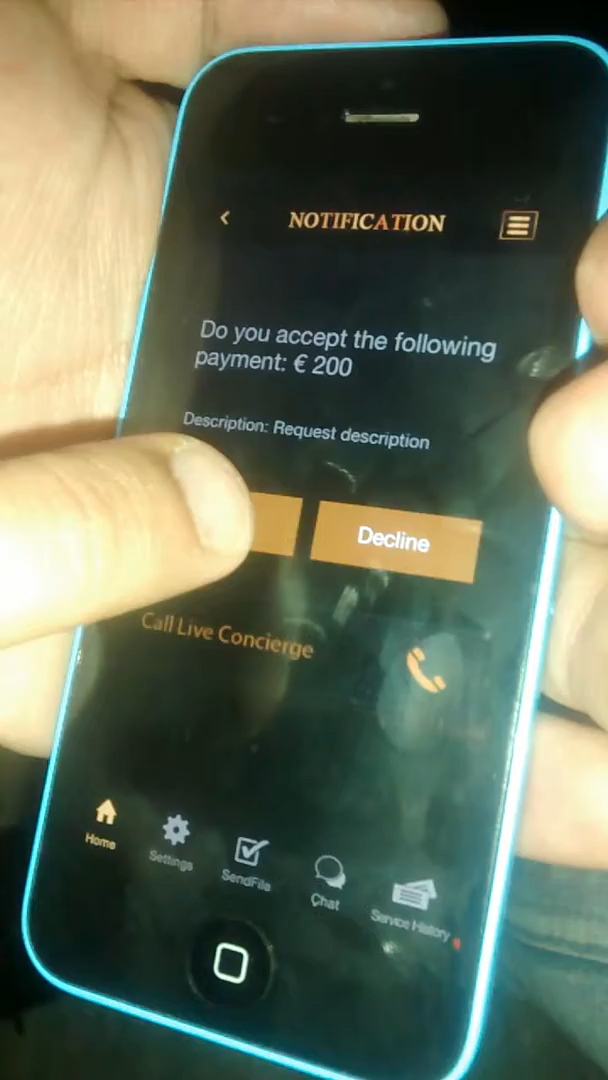 NOTIFICATION
Do you accept the following
payment: € 200
Description: Request description
Decline
Call Live Concierge
Home
Settings
SendFile
Chat
Service History